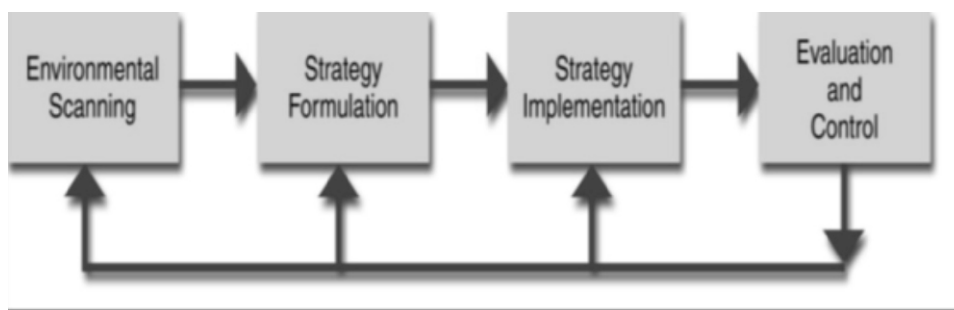 Environmental
Scanning
Strategy
Formulation
Strategy
Implementation
Evaluation
and
Control